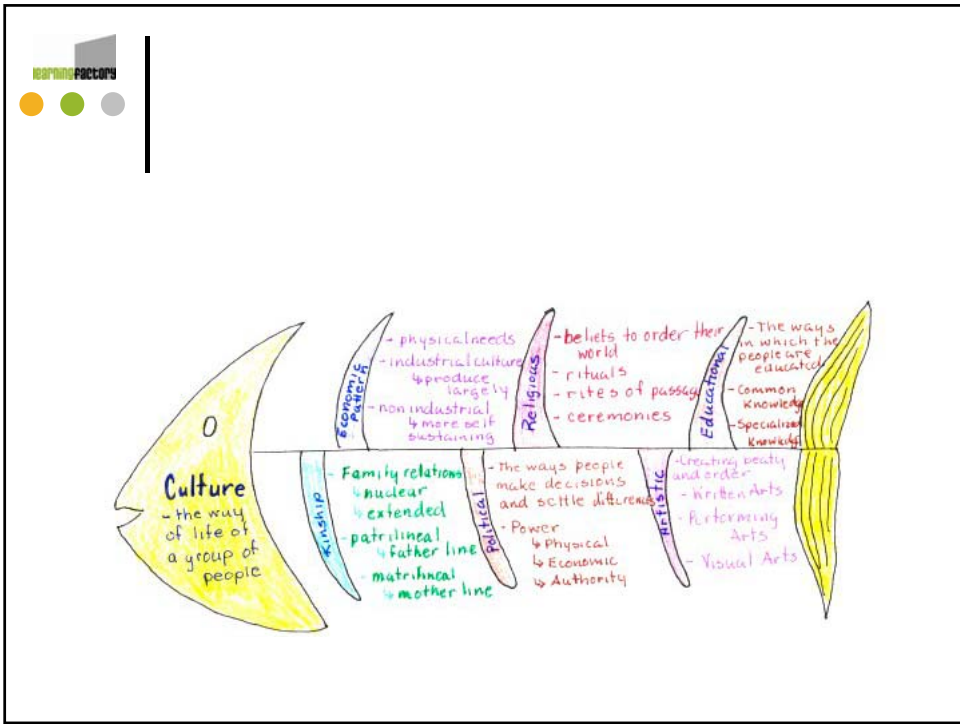 learningfactory
Culture
- the way
of life of
a group of
people
Economic
Pattern
- physical needs
- industrial culture
↳ produce
largely
- non industrial
↳ more self
sustaining
Religious
- beliefs to order their
world
- rituals
- rites of passag
- ceremonies
Educational
- The ways
in which the
people are
educated
- Common
Knowledg
- Specialized
Knowledg
Kinship
- Family relations
↳ nuclear
↳ extended
- patrilineal
↳ father line
- matrilineal
↳ mother line
Political
- The ways people
make decisions
and settle differences
- Power
↳ Physical
↳ Economic
↳ Authority
Artistic
- Creating beaty
and order
- Written Arts
- Performing
Arts
- Visual Arts